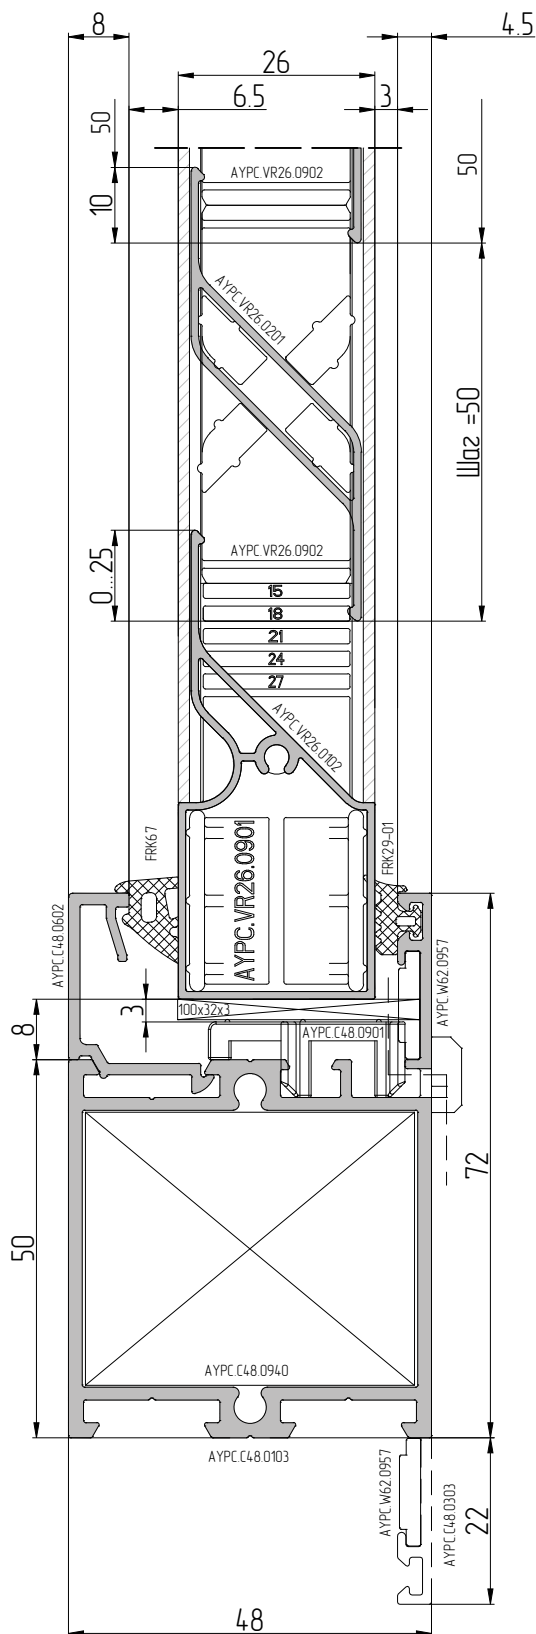 8
4.5
26
6.5
3
50
10
50
AYPC.VR26.0902
AYPC.VR26.0201
Шаг =50
0...25
AYPC.VR26.0902
15
18
21
24
27
AYPC.VR26.0102
FRK67
AYPC.VR26.0901
FRK29-01
AYPC.C48.0602
AYPC.W62.0957
3
100x32x3
8
AYPC.C48.0901
72
50
AYPC.C48.0940
AYPC.C48.0103
AYPC.W62.0957
AYPC.C48.0303
22
48